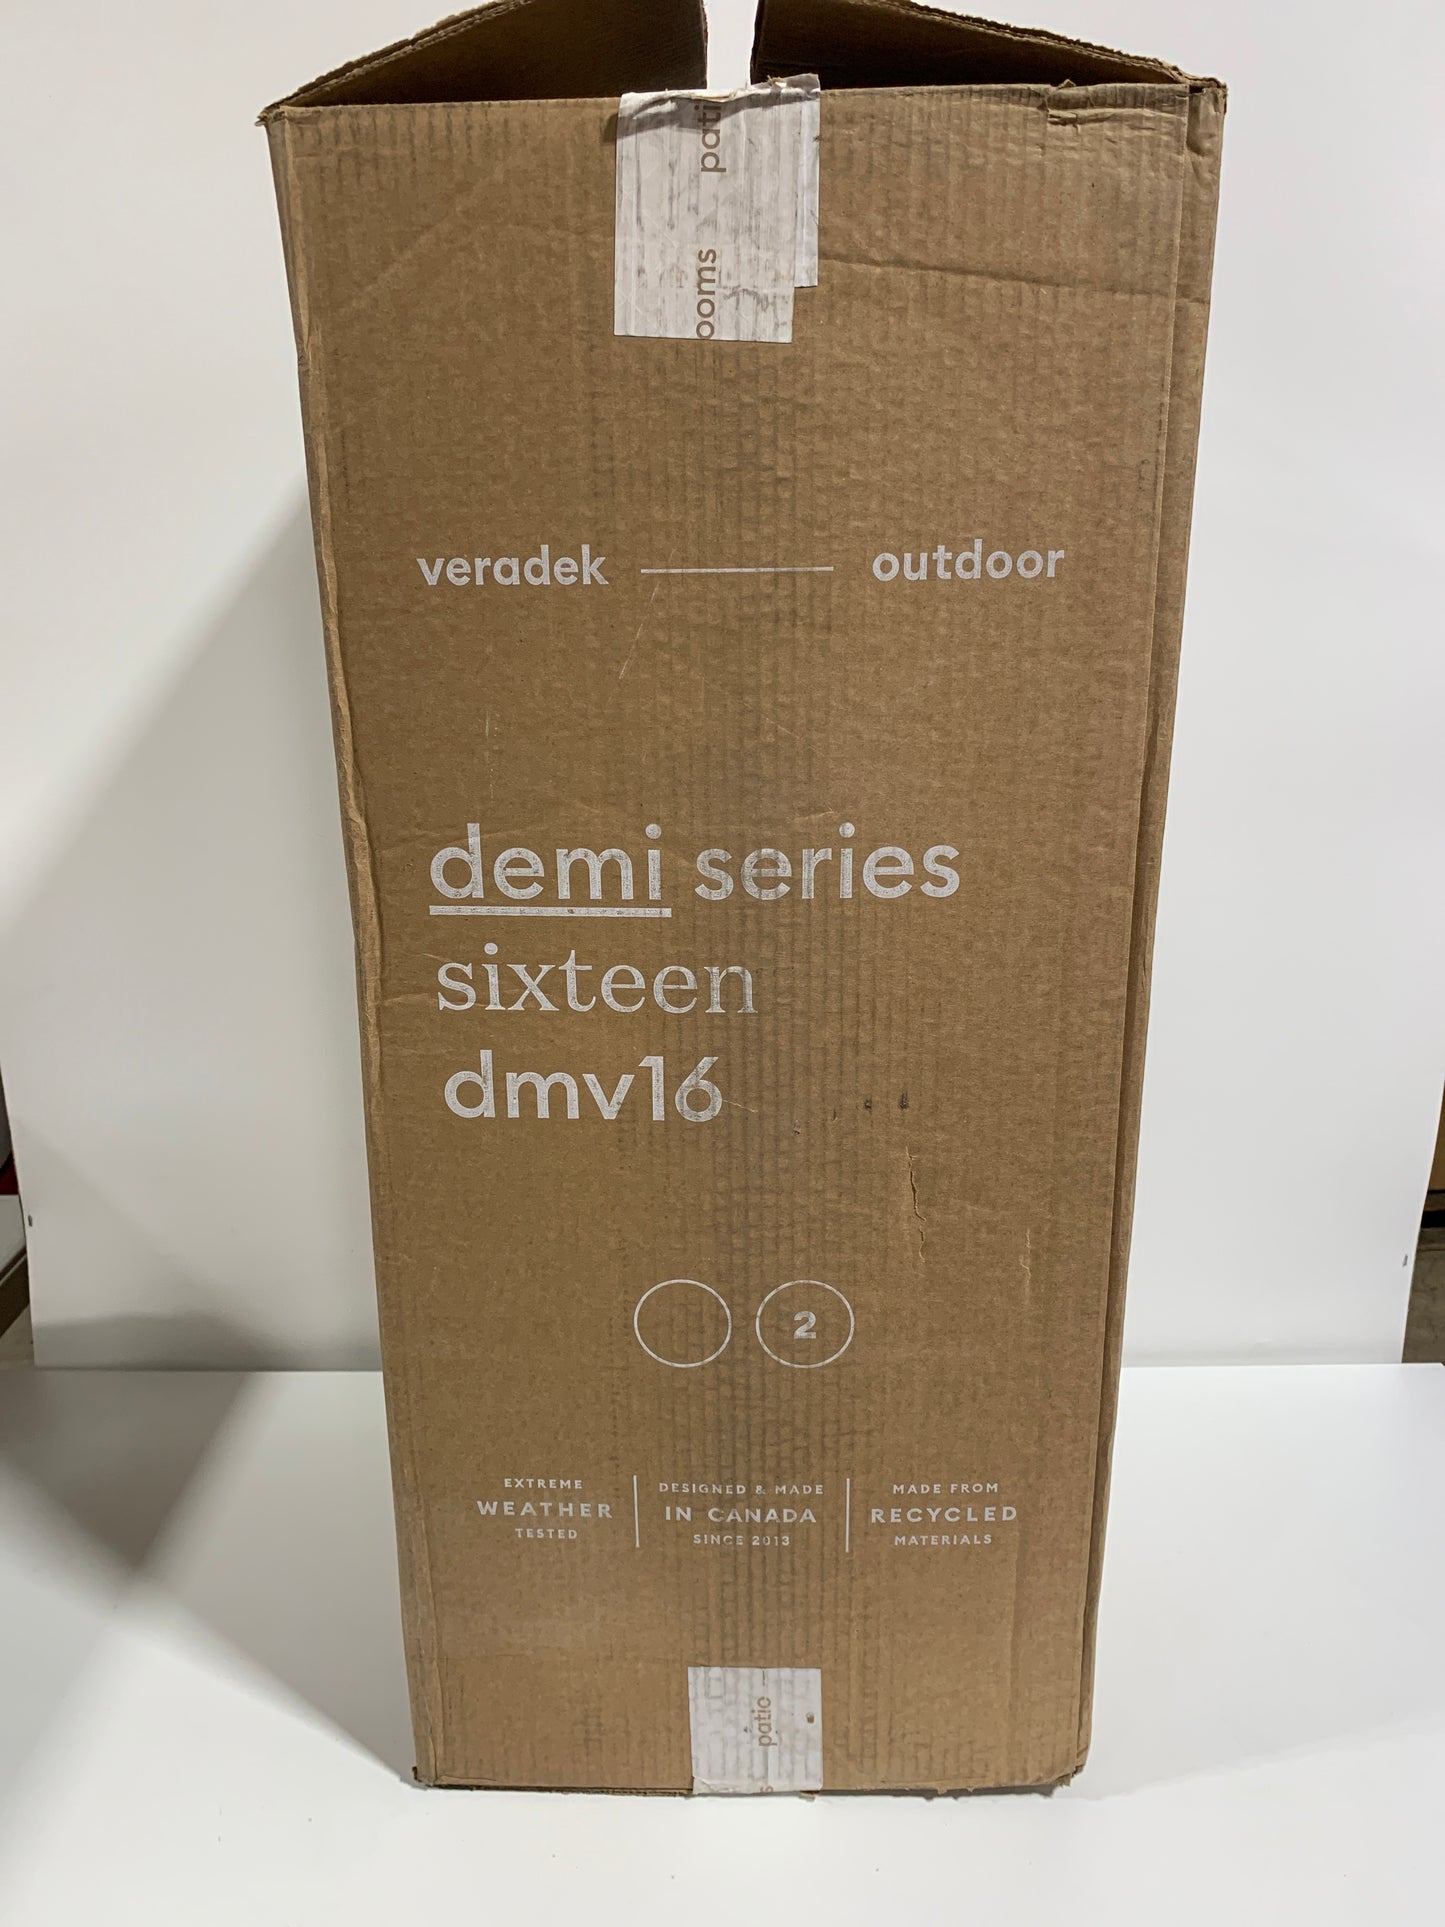 pati
ooms
veradek outdoor
demi series
sixteen
dmv16
2
EXTREME
WEATHER
TESTED
DESIGNED & MADE
IN CANADA
SINCE 2013
MADE FROM
RECYCLED
MATERIALS
patio
s